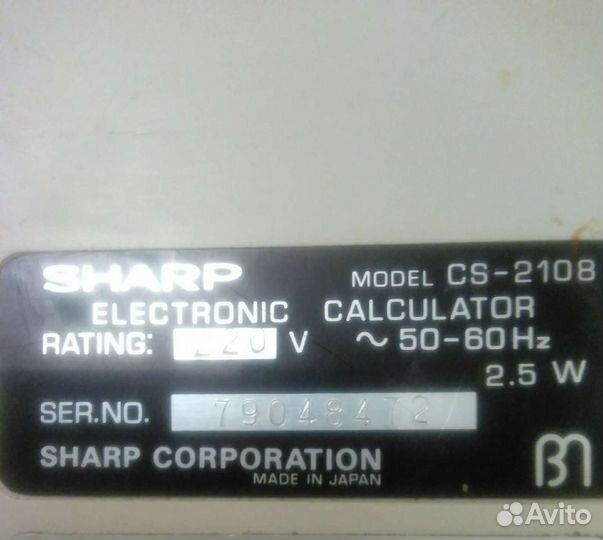 SHARP MODEL CS-2108
ELECTRONIC CALCULATOR
RATING: 220 V ~ 50-60Hz
2.5 W
SER.NO. 79048472/
SHARP CORPORATION
MADE IN JAPAN
Avito